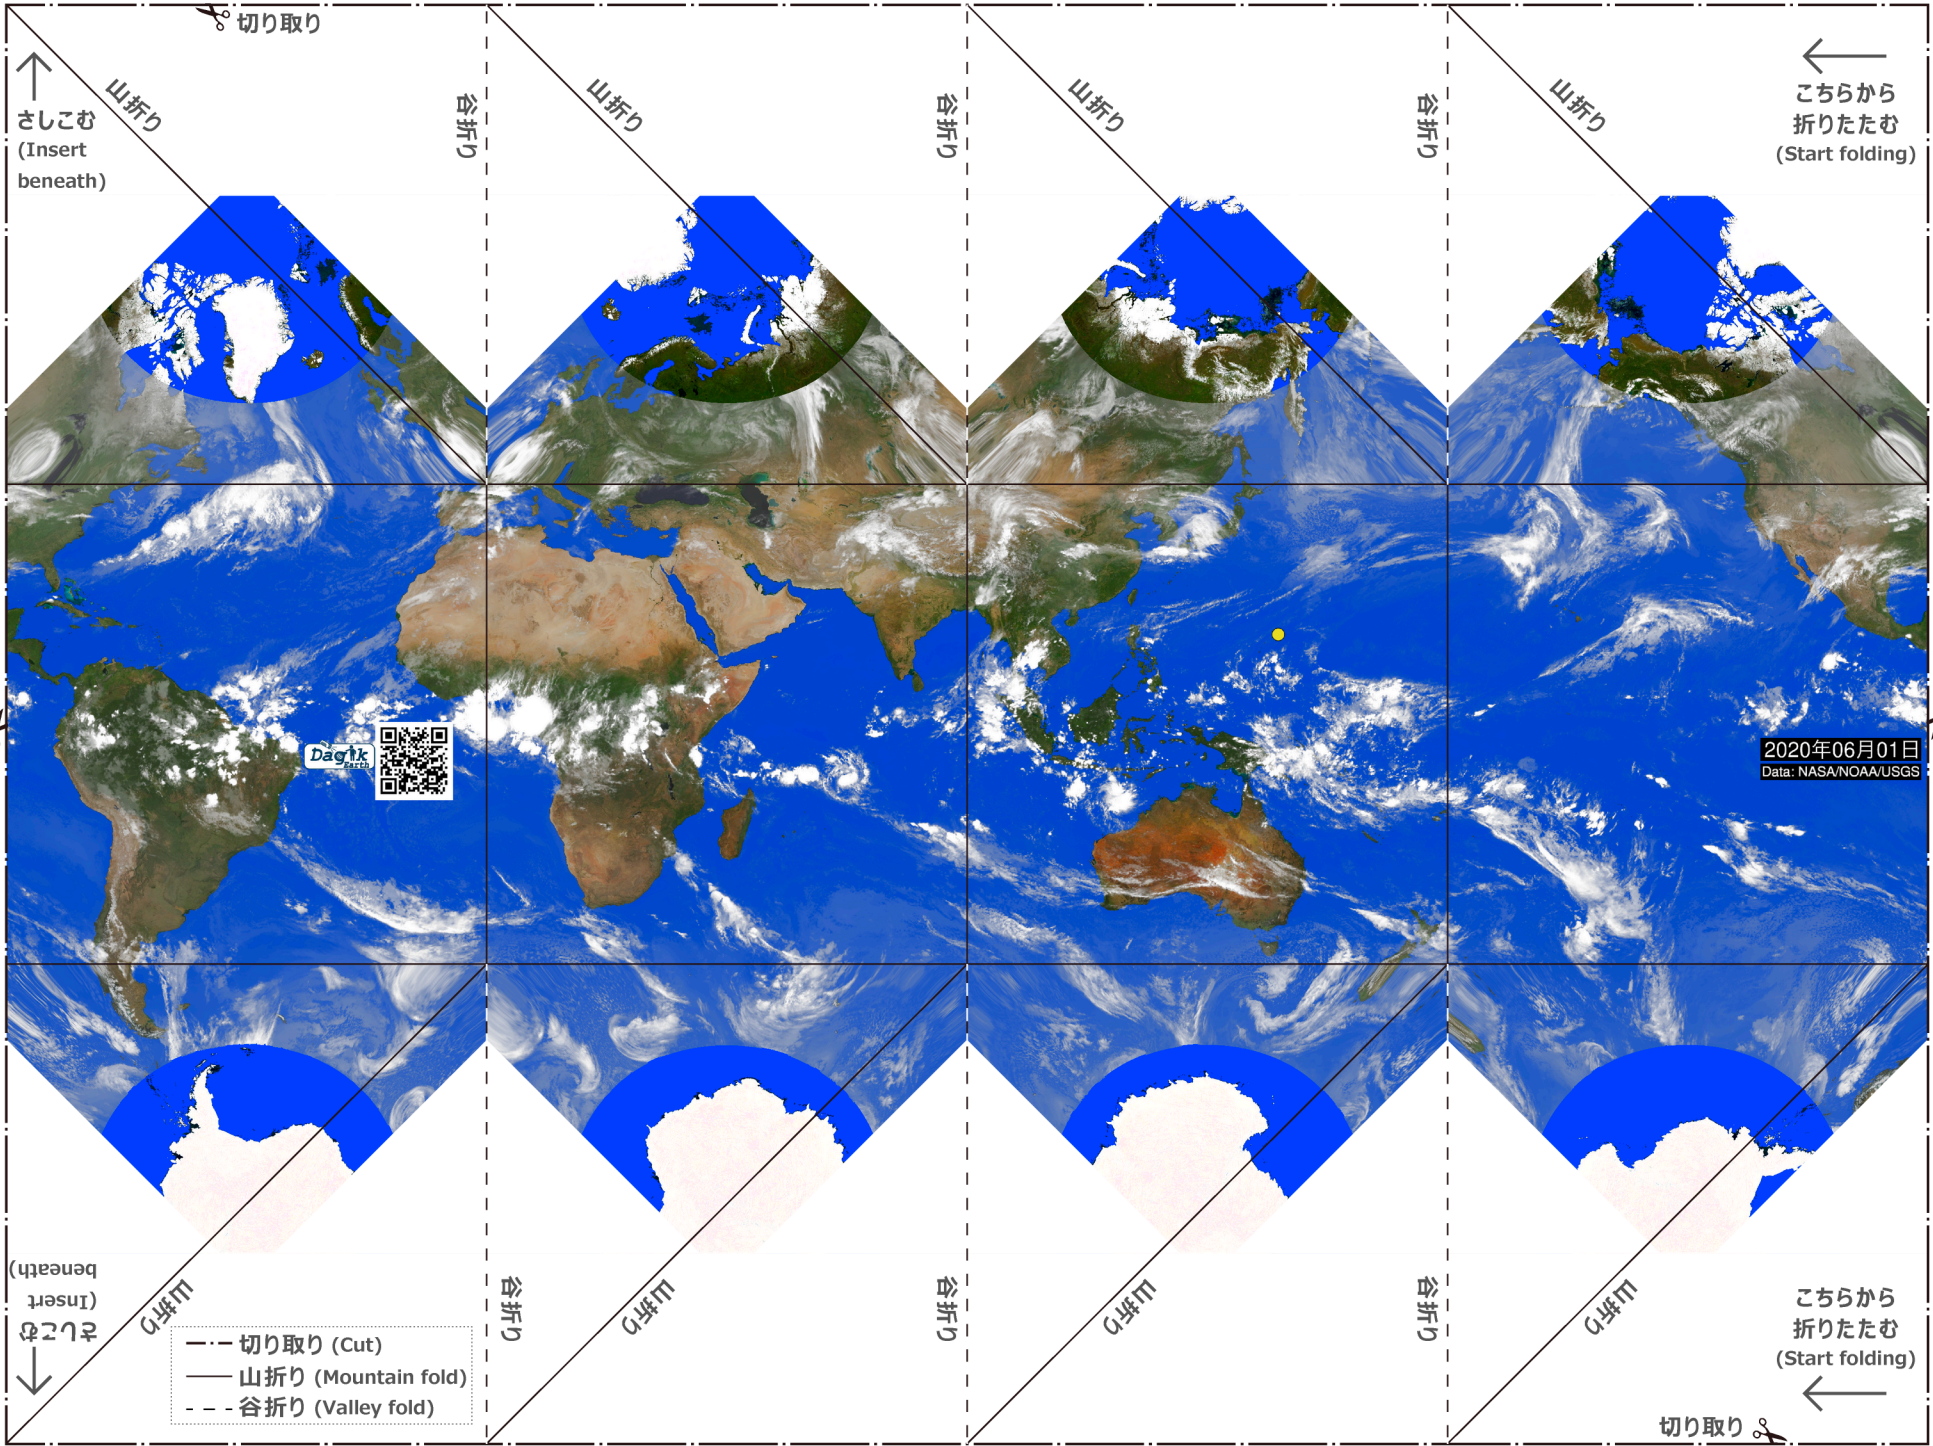 切り取り
山折り
谷折り
山折り
谷折り
山折り
谷折り
山折り
さしこむ
(Insert
beneath)
こちらから
折りたたむ
(Start folding)
Dagik
Earth
2020年06月01日
Data: NASA/NOAA/USGS
さしこむ
(Insert
beneath)
山折り
谷折り
山折り
谷折り
山折り
谷折り
山折り
こちらから
折りたたむ
(Start folding)
切り取り (Cut)
山折り (Mountain fold)
谷折り (Valley fold)
切り取り